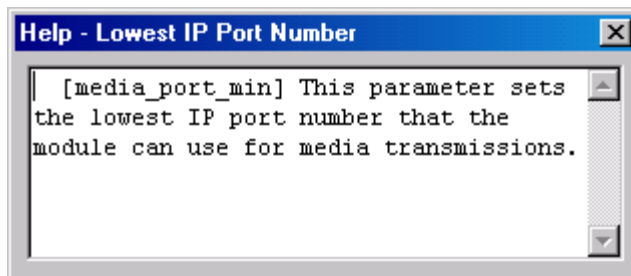 Help - Lowest IP Port Number
[media_port_min] This parameter sets
the lowest IP port number that the
module can use for media transmissions.